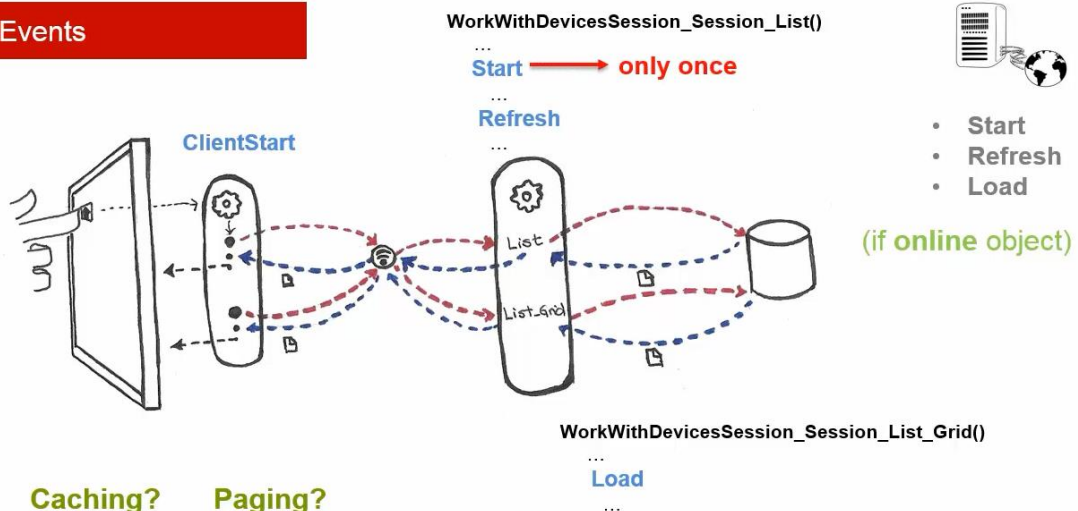 Events
WorkWithDevicesSession_Session_List()
...
Start only once
...
Refresh
...
ClientStart
• Start
• Refresh
• Load
(if online object)
List
List_Grid
WorkWithDevicesSession_Session_List_Grid()
...
Load
...
Caching? Paging?